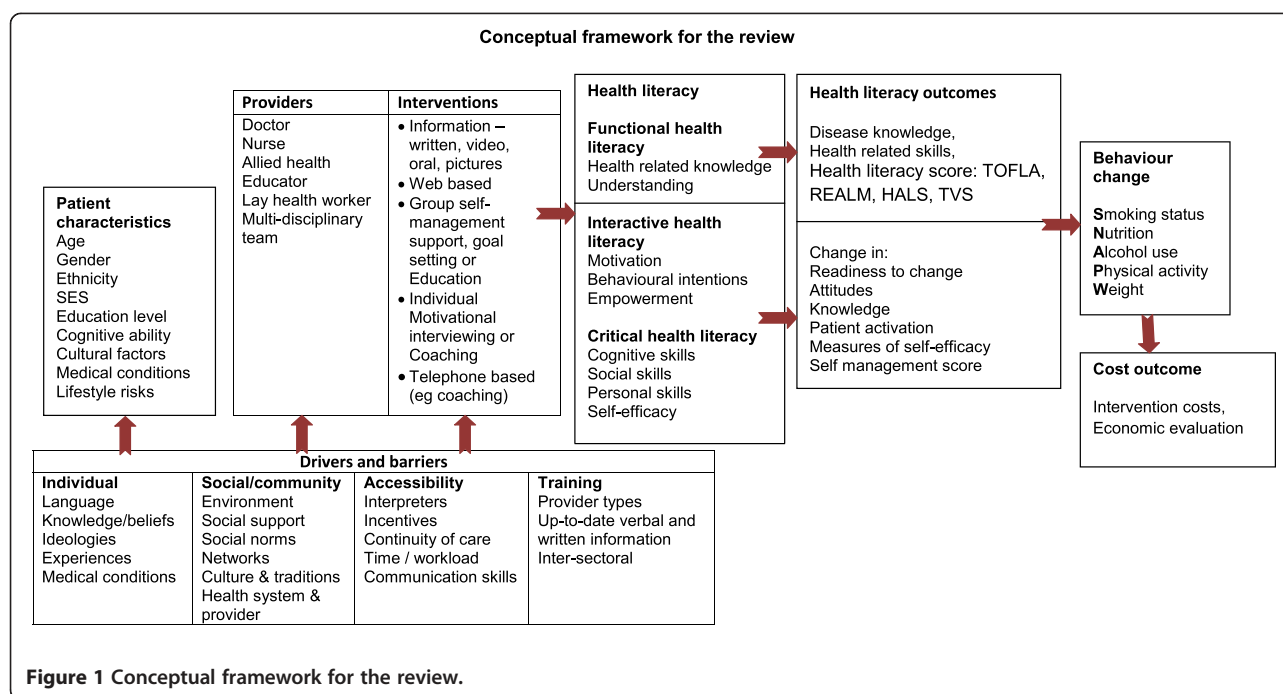 Conceptual framework for the review
Patient
characteristics
Age
Gender
Ethnicity
SES
Education level
Cognitive ability
Cultural factors
Medical conditions
Lifestyle risks
Providers
Doctor
Nurse
Allied health
Educator
Lay health worker
Multi-disciplinary
team
Interventions
• Information –
written, video,
oral, pictures
• Web based
• Group self-
management
support, goal
setting or
Education
• Individual
Motivational
interviewing or
Coaching
• Telephone based
(eg coaching)
Health literacy
Functional health
literacy
Health related knowledge
Understanding
Interactive health
literacy
Motivation
Behavioural intentions
Empowerment
Critical health literacy
Cognitive skills
Social skills
Personal skills
Self-efficacy
Health literacy outcomes
Disease knowledge,
Health related skills,
Health literacy score: TOFLA,
REALM, HALS, TVS
Change in:
Readiness to change
Attitudes
Knowledge
Patient activation
Measures of self-efficacy
Self management score
Behaviour
change
Smoking status
Nutrition
Alcohol use
Physical activity
Weight
Cost outcome
Intervention costs,
Economic evaluation
Drivers and barriers
Individual
Language
Knowledge/beliefs
Ideologies
Experiences
Medical conditions
Social/community
Environment
Social support
Social norms
Networks
Culture & traditions
Health system &
provider
Accessibility
Interpreters
Incentives
Continuity of care
Time / workload
Communication skills
Training
Provider types
Up-to-date verbal and
written information
Inter-sectoral
Figure 1 Conceptual framework for the review.